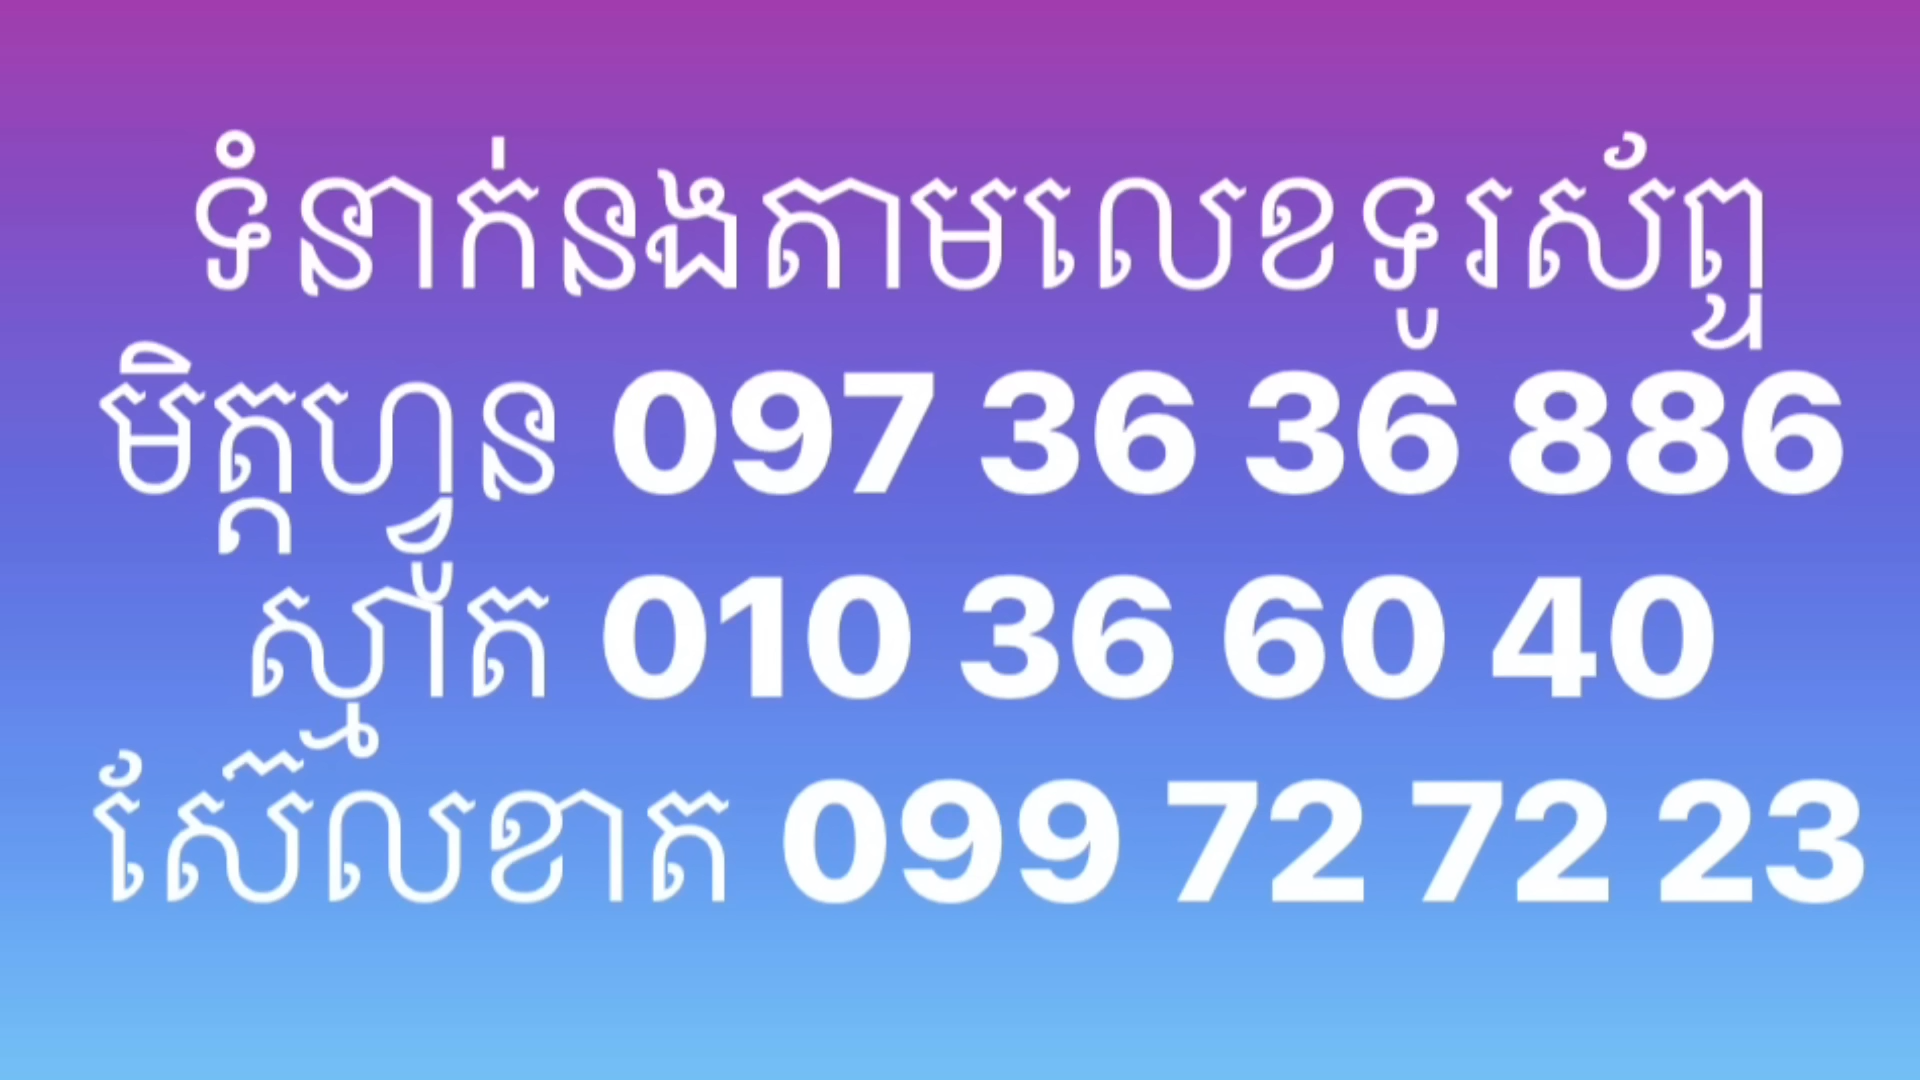 ទំនាក់នងតាមលេខទូរស័ព្ឮ
មិត្តហ្វូន 097 36 36 886
ស្មាត 010 36 60 40
ស៊ែលខាត 099 72 72 23